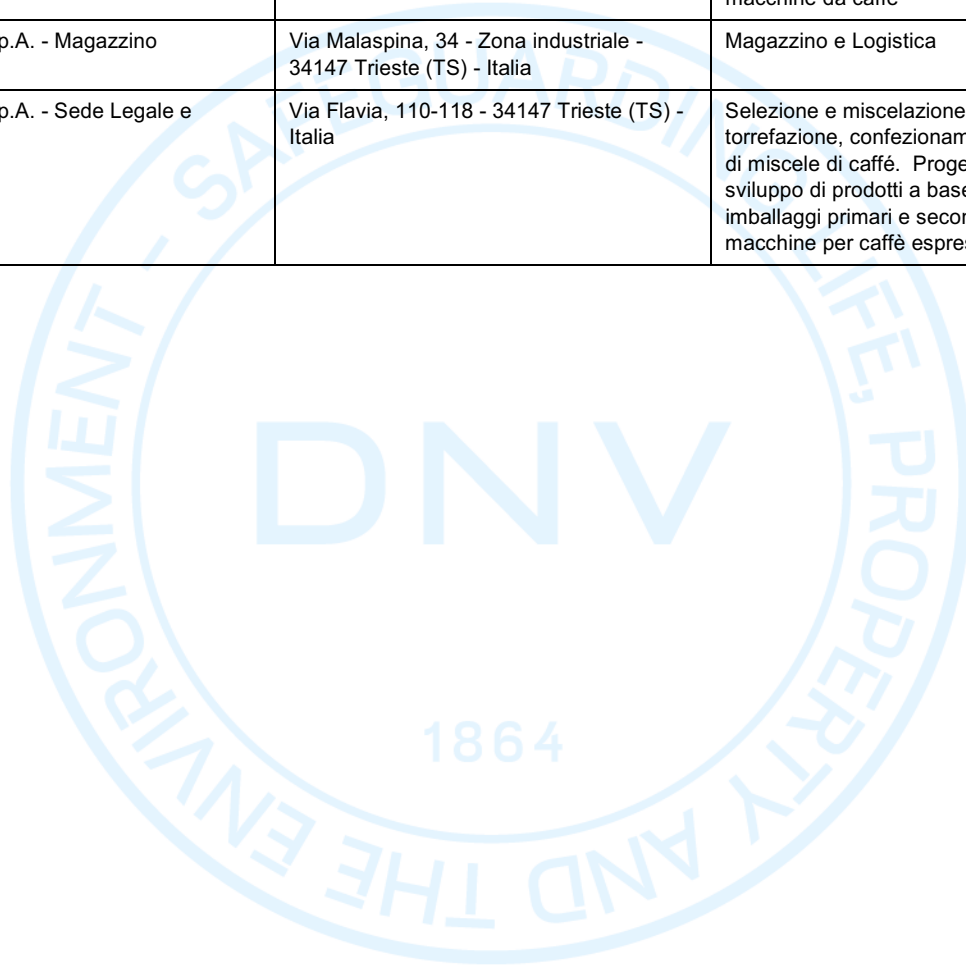 macchine da caffè
p.A. - Magazzino
Via Malaspina, 34 - Zona industriale -
34147 Trieste (TS) - Italia
Magazzino e Logistica
p.A. - Sede Legale e
Via Flavia, 110-118 - 34147 Trieste (TS) -
Italia
Selezione e miscelazione
torrefazione, confezionam
di miscele di caffé.  Proge
sviluppo di prodotti a base
imballaggi primari e secon
macchine per caffè espres
SAFEGUARDING LIFE, PROPERTY AND THE ENVIRONMENT -
DNV
1864